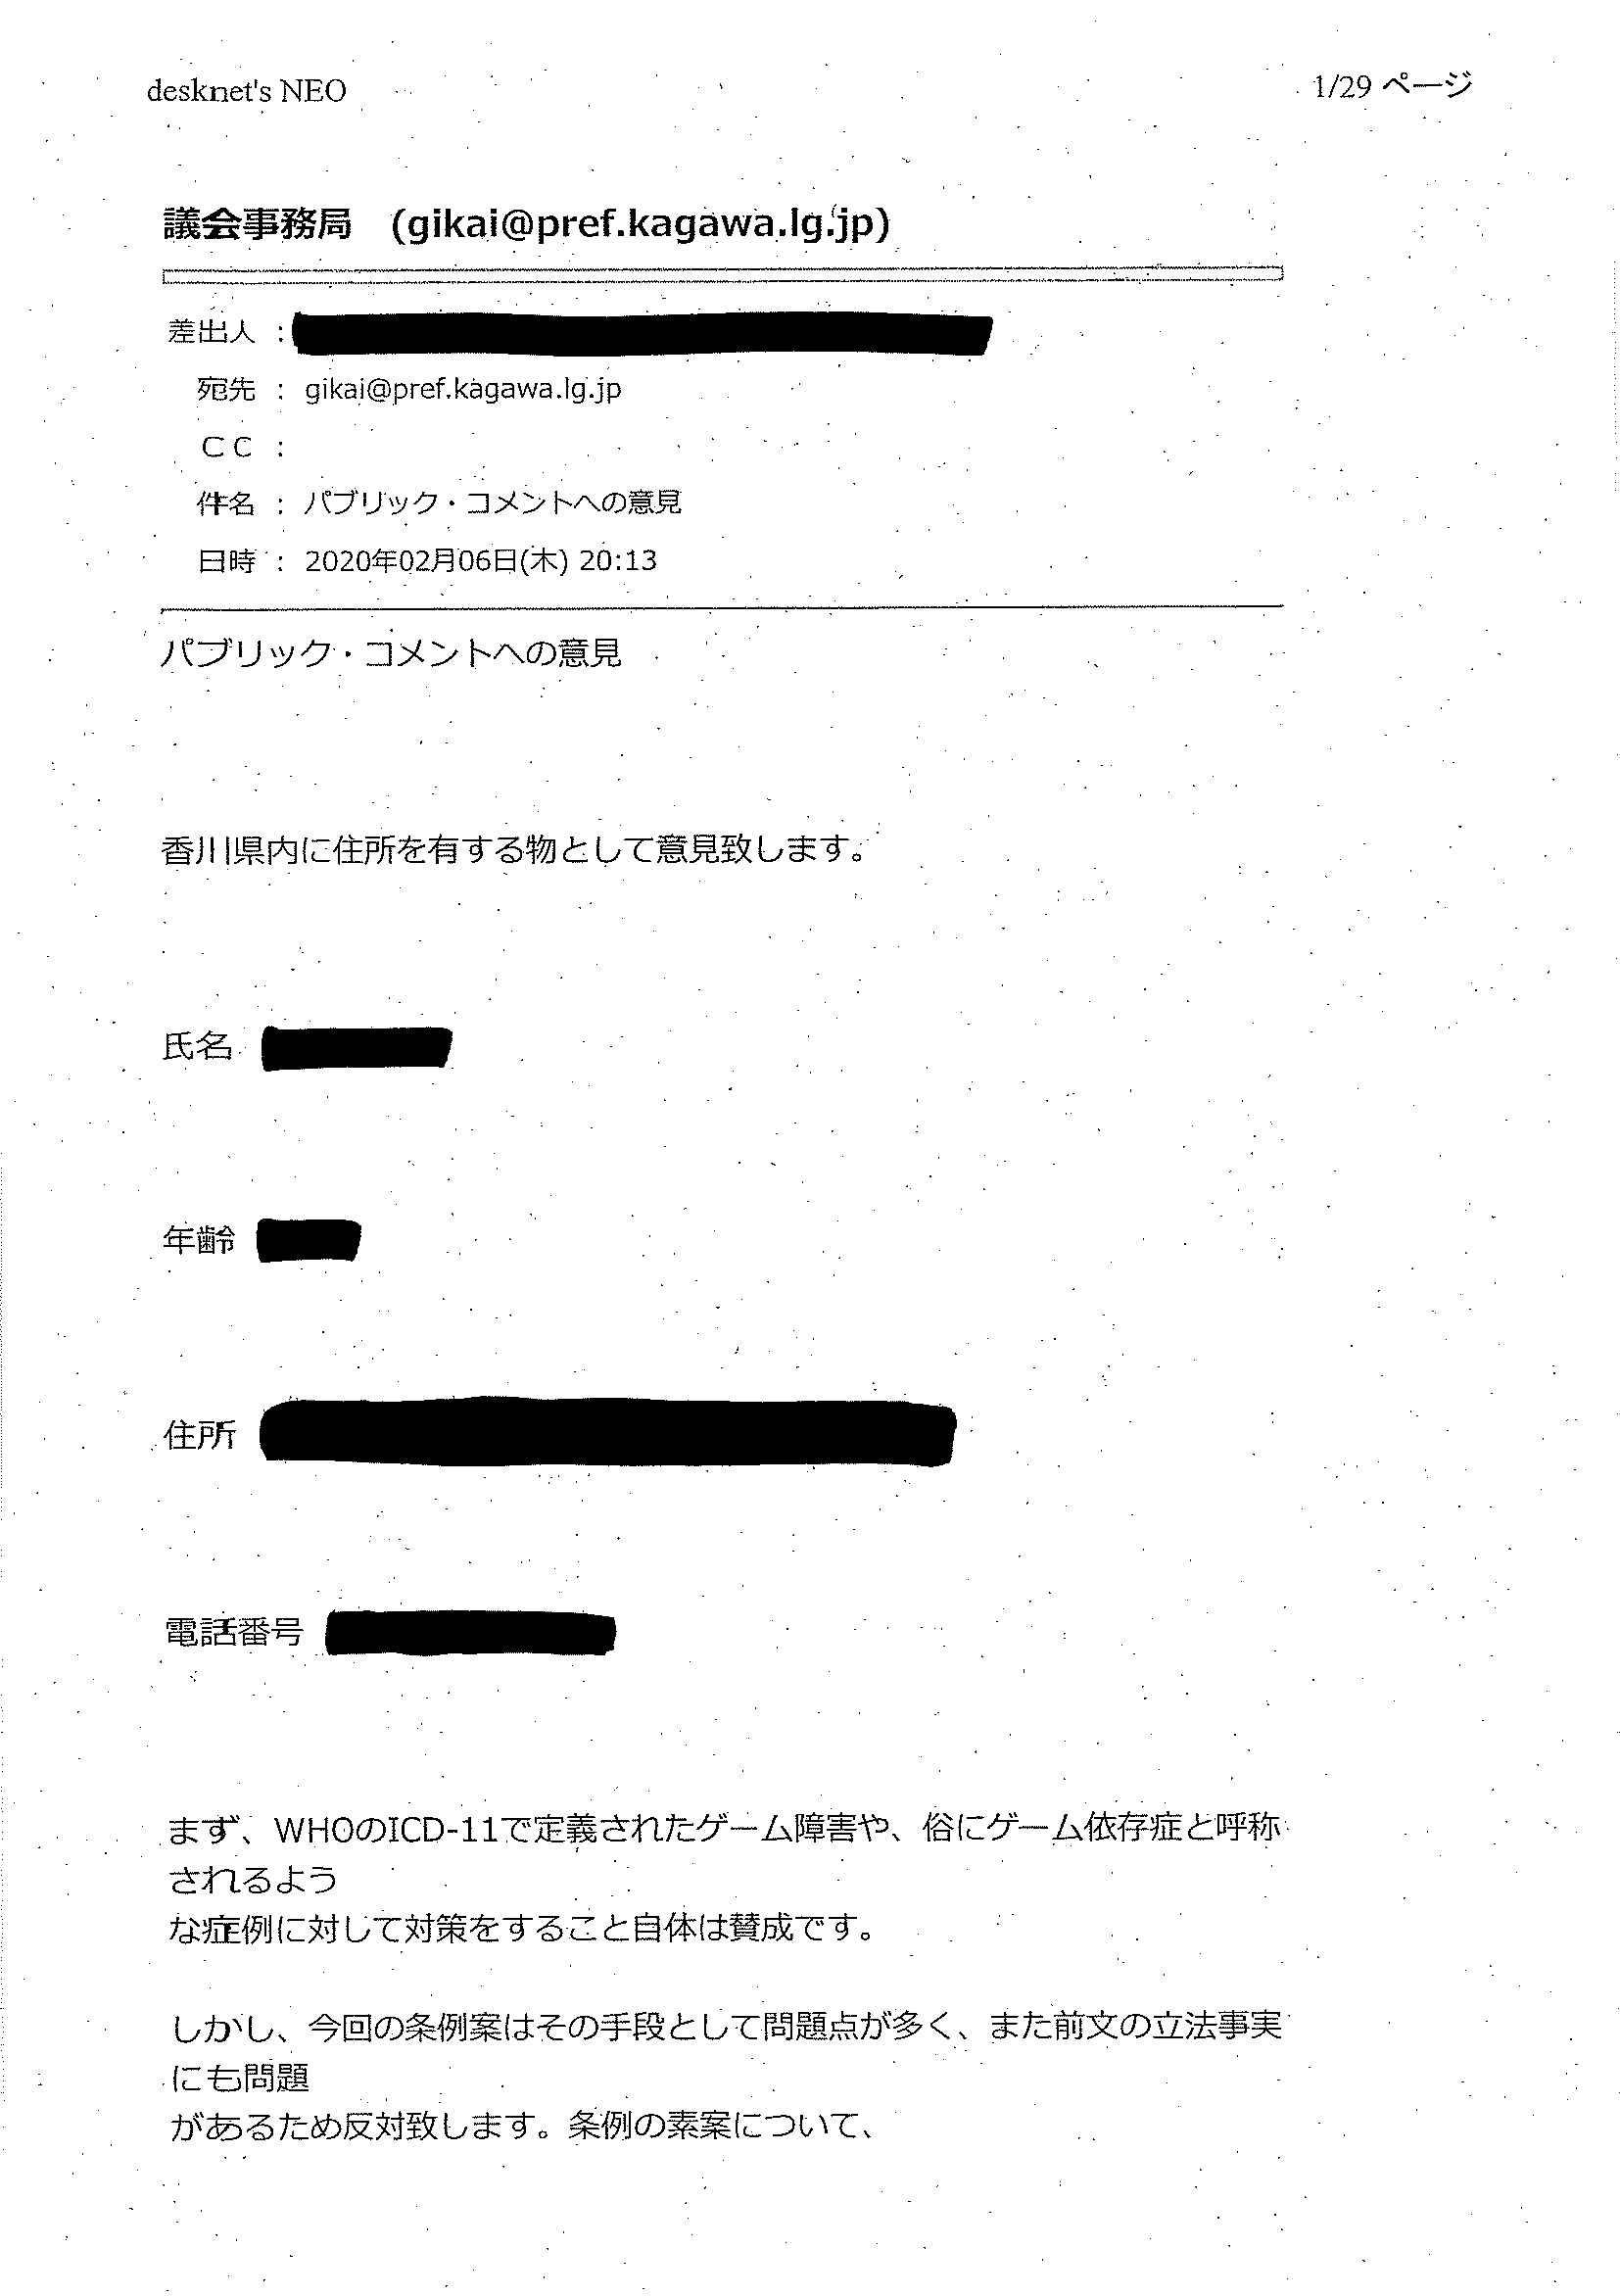 desknet's NEO
1/29 ページ
議会事務局 (gikai@pref.kagawa.lg.jp)
差出人 :
宛先 : gikai@pref.kagawa.lg.jp
ＣＣ :
件名 : パブリック・コメントへの意見
日時 : 2020年02月06日(木) 20:13
パブリック・コメントへの意見
香川県内に住所を有する物として意見致します。
氏名
年齢
住所
電話番号
まず、WHOのICD-11で定義されたゲーム障害や、俗にゲーム依存症と呼称
されるよう
な症例に対して対策をすること自体は賛成です。
しかし、今回の条例案はその手段として問題点が多く、また前文の立法事実
にも問題
があるため反対致します。条例の素案について、